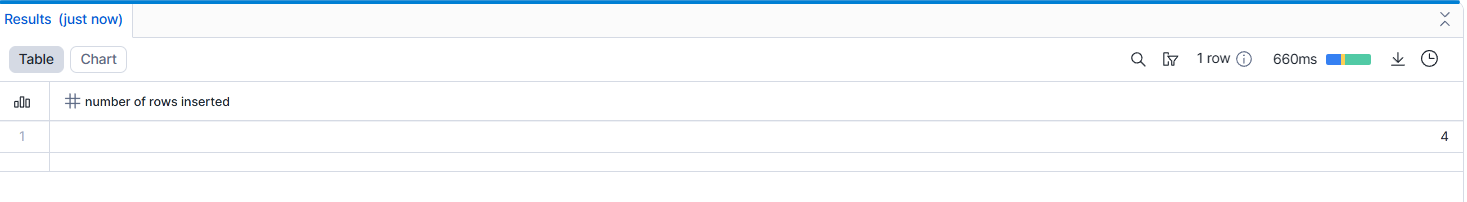 Results (just now)
Table Chart 1 row 660ms
number of rows inserted
1 4